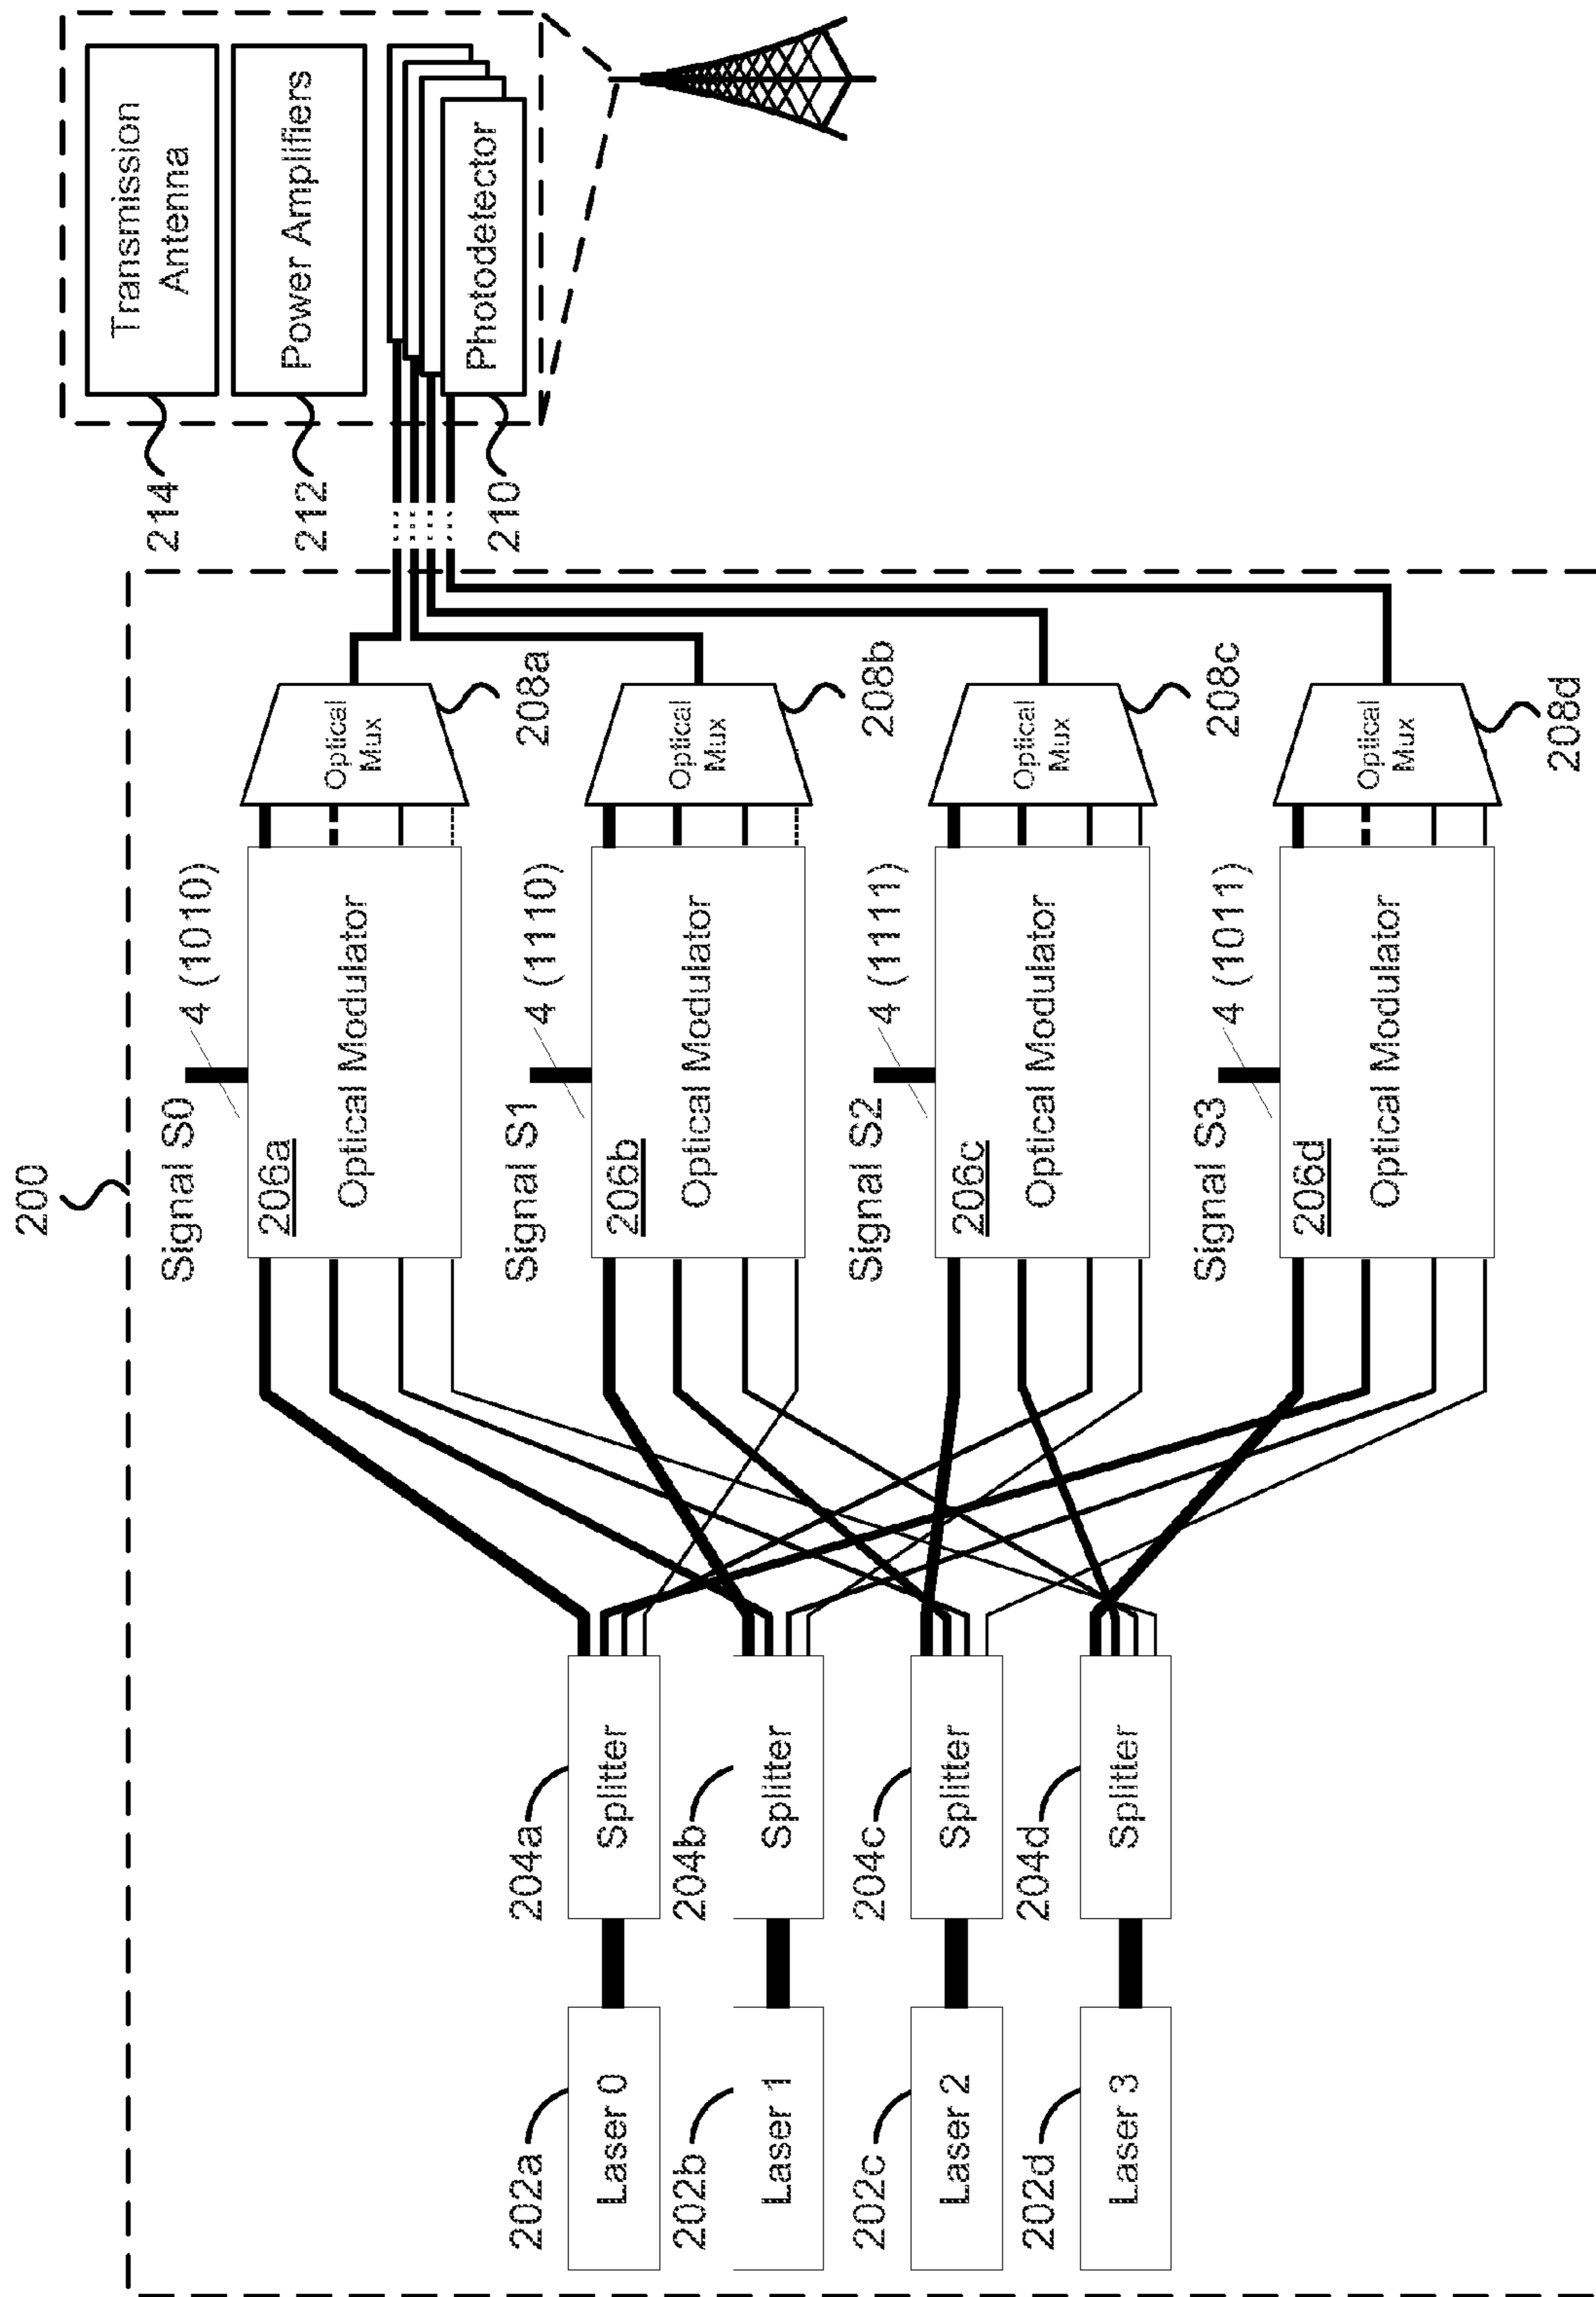 200
202a
Laser 0
202b
Laser 1
202c
Laser 2
202d
Laser 3
204a
Splitter
204b
Splitter
204c
Splitter
204d
Splitter
Signal S0
4 (1010)
206a
Optical Modulator
Signal S1
4 (1110)
206b
Optical Modulator
Signal S2
4 (1111)
206c
Optical Modulator
Signal S3
4 (1011)
206d
Optical Modulator
Optical
Mux
208a
Optical
Mux
208b
Optical
Mux
208c
Optical
Mux
208d
214
Transmission
Antenna
212
Power Amplifiers
210
Photodetector